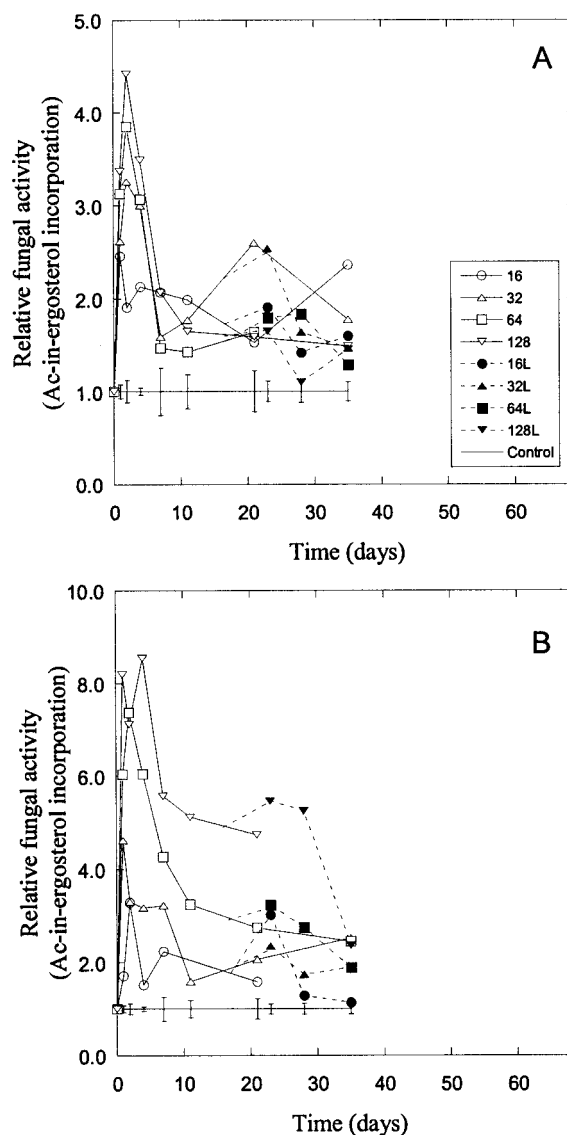 A
Relative fungal activity
(Ac-in-ergosterol incorporation)
5.0
4.0
3.0
2.0
1.0
0.0
16
32
64
128
16L
32L
64L
128L
Control
0 10 20 30 40 50 60
Time (days)
B
Relative fungal activity
(Ac-in-ergosterol incorporation)
10.0
8.0
6.0
4.0
2.0
0.0
0 10 20 30 40 50 60
Time (days)